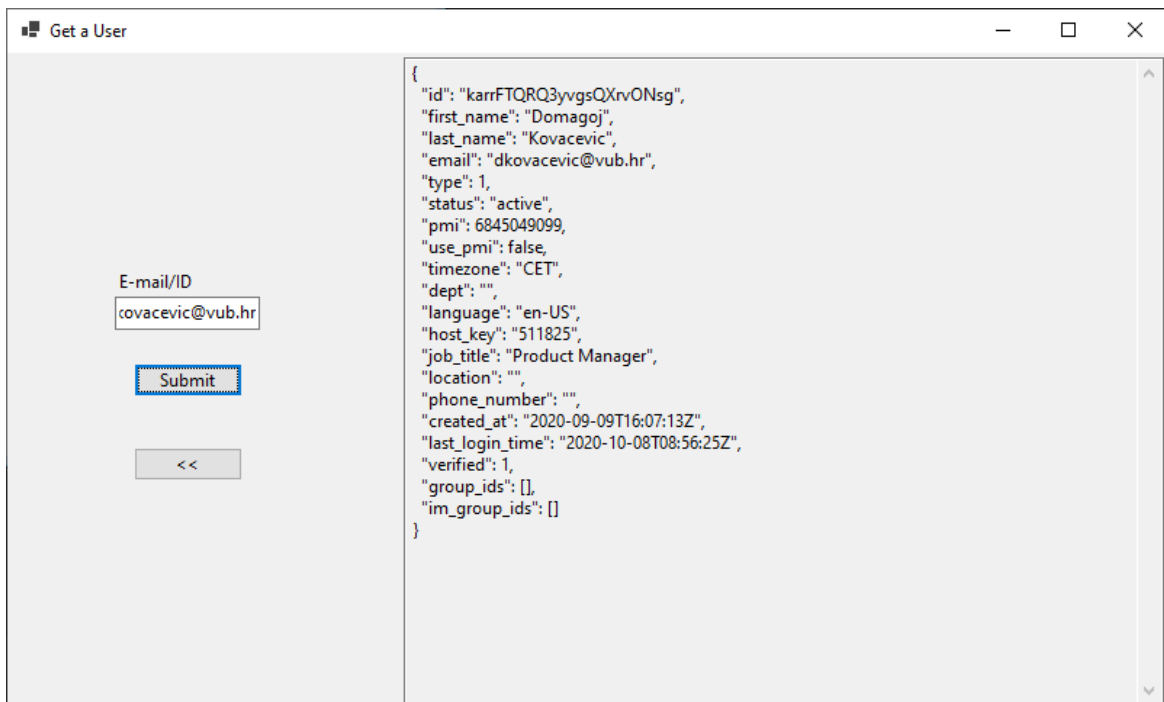 Get a User
E-mail/ID
kovacevic@vub.hr
Submit
<<
{
"id": "karrFTQRQ3yvgsQXrvONsg",
"first_name": "Domagoj",
"last_name": "Kovacevic",
"email": "dkovacevic@vub.hr",
"type": 1,
"status": "active",
"pmi": 6845049099,
"use_pmi": false,
"timezone": "CET",
"dept": "",
"language": "en-US",
"host_key": "511825",
"job_title": "Product Manager",
"location": "",
"phone_number": "",
"created_at": "2020-09-09T16:07:13Z",
"last_login_time": "2020-10-08T08:56:25Z",
"verified": 1,
"group_ids": [],
"im_group_ids": []
}